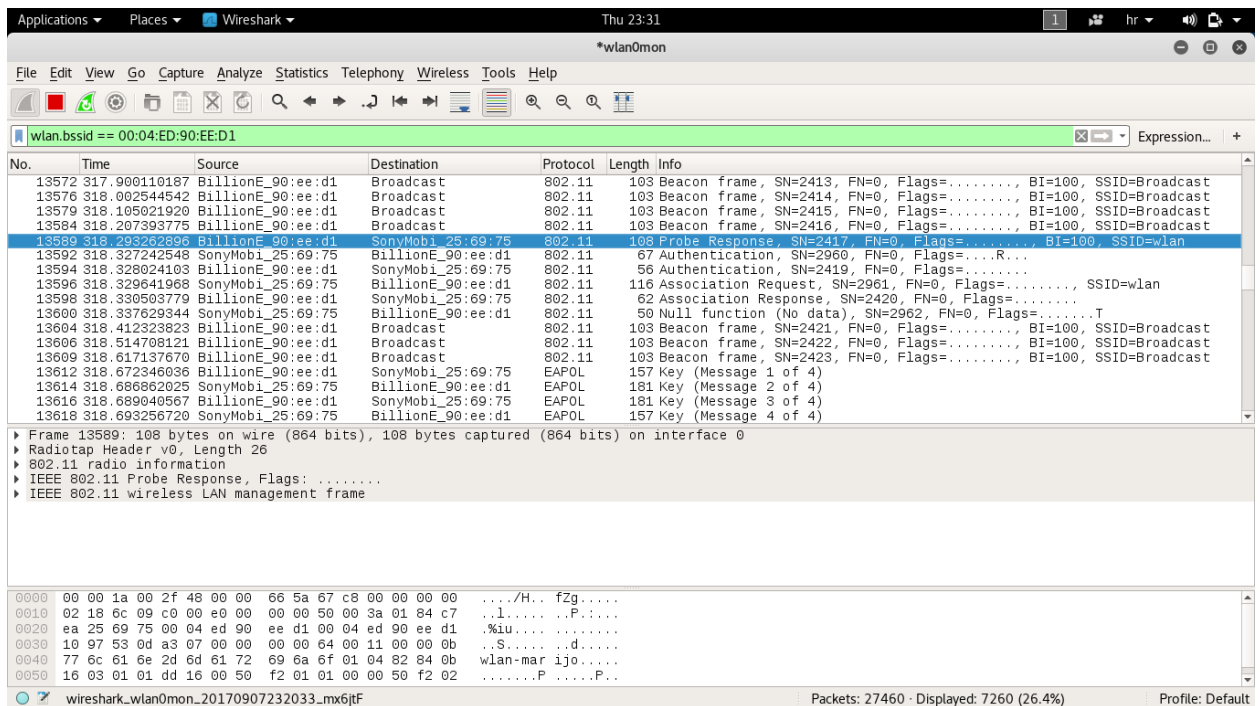 Applications Places Wireshark Thu 23:31 1 hr
*wlan0mon
File Edit View Go Capture Analyze Statistics Telephony Wireless Tools Help
wlan.bssid == 00:04:ED:90:EE:D1 Expression... +
No. Time Source Destination Protocol Length Info
13572 317.900110187 BillionE_90:ee:d1 Broadcast 802.11 103 Beacon frame, SN=2413, FN=0, Flags=........, BI=100, SSID=Broadcast
13576 318.002544542 BillionE_90:ee:d1 Broadcast 802.11 103 Beacon frame, SN=2414, FN=0, Flags=........, BI=100, SSID=Broadcast
13579 318.105021920 BillionE_90:ee:d1 Broadcast 802.11 103 Beacon frame, SN=2415, FN=0, Flags=........, BI=100, SSID=Broadcast
13584 318.207393775 BillionE_90:ee:d1 Broadcast 802.11 103 Beacon frame, SN=2416, FN=0, Flags=........, BI=100, SSID=Broadcast
13589 318.293262896 BillionE_90:ee:d1 SonyMobi_25:69:75 802.11 108 Probe Response, SN=2417, FN=0, Flags=........, BI=100, SSID=wlan
13592 318.327242548 SonyMobi_25:69:75 BillionE_90:ee:d1 802.11 67 Authentication, SN=2960, FN=0, Flags=....R...
13594 318.328024103 BillionE_90:ee:d1 SonyMobi_25:69:75 802.11 56 Authentication, SN=2419, FN=0, Flags=........
13596 318.329641968 SonyMobi_25:69:75 BillionE_90:ee:d1 802.11 116 Association Request, SN=2961, FN=0, Flags=........, SSID=wlan
13598 318.330503779 BillionE_90:ee:d1 SonyMobi_25:69:75 802.11 62 Association Response, SN=2420, FN=0, Flags=........
13600 318.337629344 SonyMobi_25:69:75 BillionE_90:ee:d1 802.11 50 Null function (No data), SN=2962, FN=0, Flags=.......T
13604 318.412323823 BillionE_90:ee:d1 Broadcast 802.11 103 Beacon frame, SN=2421, FN=0, Flags=........, BI=100, SSID=Broadcast
13606 318.514708121 BillionE_90:ee:d1 Broadcast 802.11 103 Beacon frame, SN=2422, FN=0, Flags=........, BI=100, SSID=Broadcast
13609 318.617137670 BillionE_90:ee:d1 Broadcast 802.11 103 Beacon frame, SN=2423, FN=0, Flags=........, BI=100, SSID=Broadcast
13612 318.672346036 BillionE_90:ee:d1 SonyMobi_25:69:75 EAPOL 157 Key (Message 1 of 4)
13614 318.686862025 SonyMobi_25:69:75 BillionE_90:ee:d1 EAPOL 181 Key (Message 2 of 4)
13616 318.689040567 SonyMobi_25:69:75 BillionE_90:ee:d1 EAPOL 181 Key (Message 3 of 4)
13618 318.693256720 SonyMobi_25:69:75 BillionE_90:ee:d1 EAPOL 157 Key (Message 4 of 4)
Frame 13589: 108 bytes on wire (864 bits), 108 bytes captured (864 bits) on interface 0
Radiotap Header v0, Length 26
802.11 radio information
IEEE 802.11 Probe Response, Flags: ........
IEEE 802.11 wireless LAN management frame
0000 00 00 1a 00 2f 48 00 00 66 5a 67 c8 00 00 00 00 ..../H.. fZg.....
0010 02 18 6c 09 c0 00 e0 00 00 00 50 00 3a 01 84 c7 ..l..... ..P.:...
0020 ea 25 69 75 00 04 ed 90 ee d1 00 04 ed 90 ee d1 .%iu.... ........
0030 10 97 53 0d a3 07 00 00 00 00 64 00 11 00 00 0b ..S..... ..d.....
0040 77 6c 61 6e 2d 6d 61 72 69 6a 6f 01 04 82 84 0b wlan-mar ijo.....
0050 16 03 01 01 dd 16 00 50 f2 01 01 00 00 50 f2 02 .......P .....P..
wireshark_wlan0mon_20170907232033_mx6jtF Packets: 27460 · Displayed: 7260 (26.4%) Profile: Default